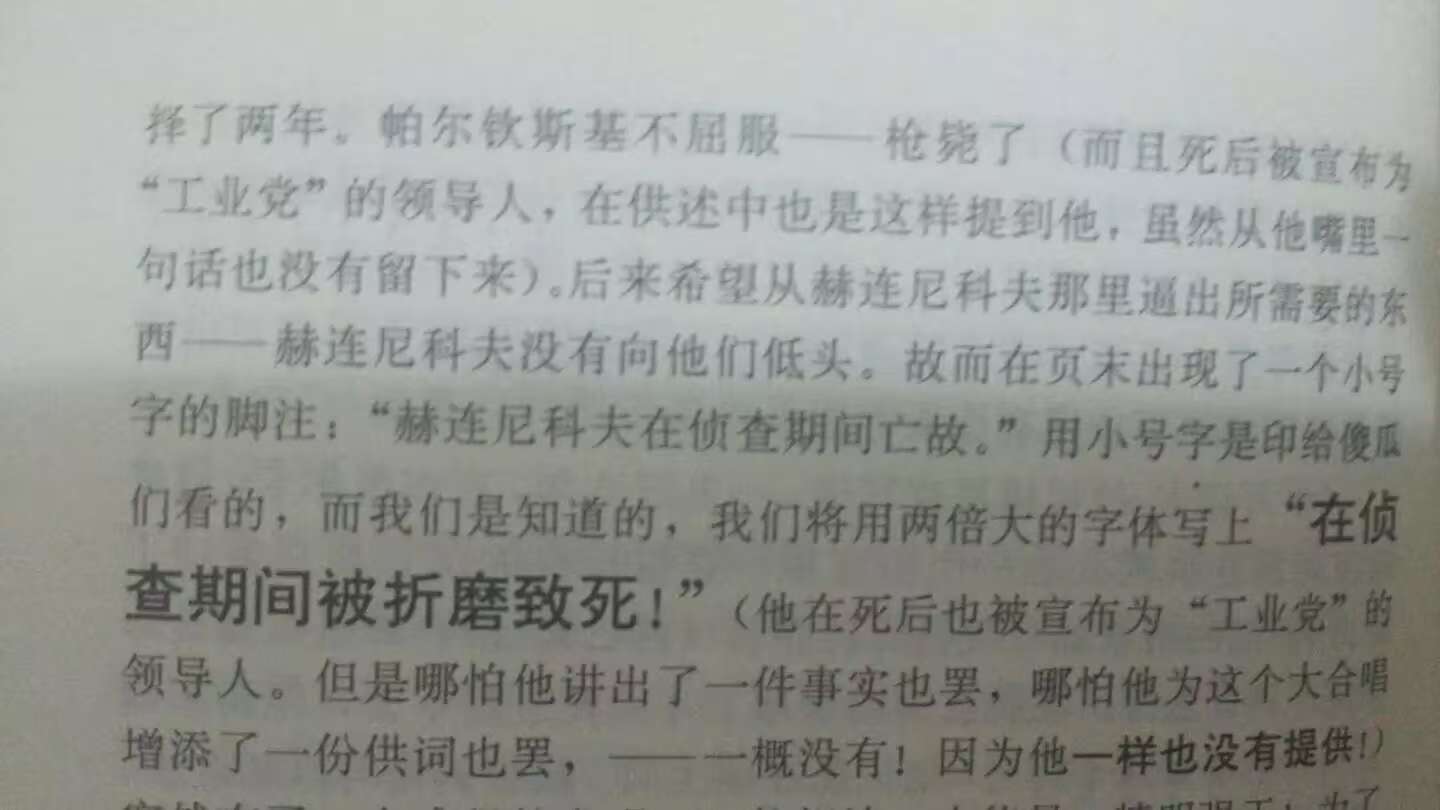 择了两年。帕尔钦斯基不屈服——枪毙了（而且死后被宣布为
“工业党”的领导人，在供述中也是这样提到他，虽然从他嘴里一
句话也没有留下来）。后来希望从赫连尼科夫那里逼出所需要的东
西——赫连尼科夫没有向他们低头。故而在页末出现了一个小号
字的脚注：“赫连尼科夫在侦查期间亡故。”用小号字是印给傻瓜
们看的，而我们是知道的，我们将用两倍大的字体写上“在侦
查期间被折磨致死！”（他在死后也被宣布为“工业党”的
领导人。但是哪怕他讲出了一件事实也罢，哪怕他为这个大合唱
增添了一份供词也罢，——一概没有！因为他一样也没有提供！）